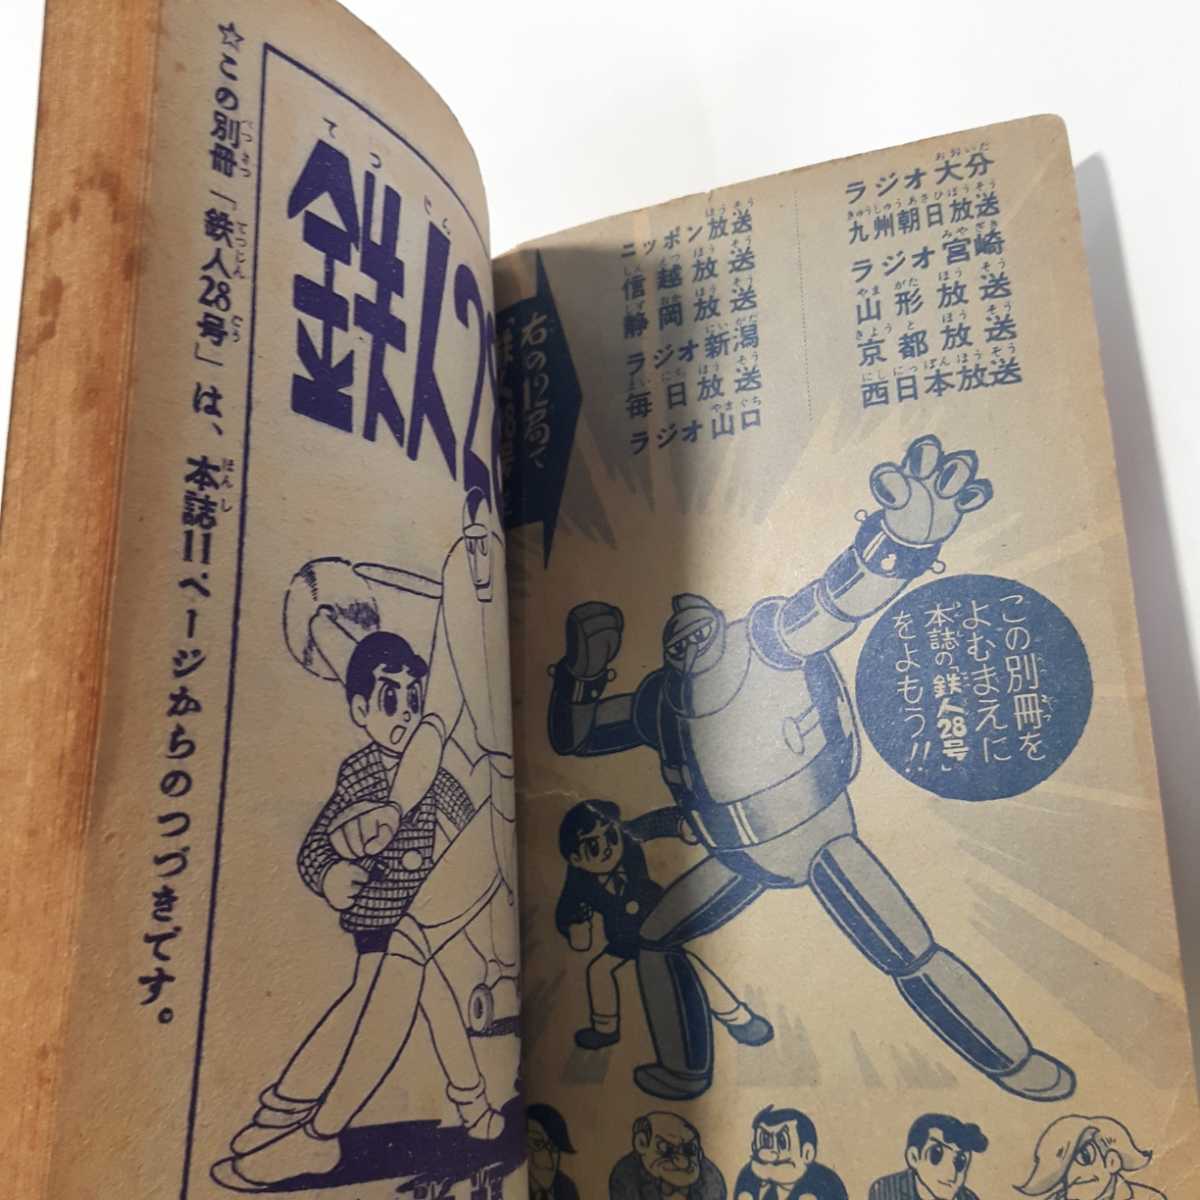 ラジオ大分
九州朝日放送
ラジオ宮崎
山形放送
京都放送
西日本放送
ニッポン放送
信越放送
静岡放送
ラジオ新潟
毎日放送
ラジオ山口
右の12局で
この別冊を
よむまえに
本誌の「鉄人28号」
をよもう!!
鉄人28
☆この別冊「鉄人28号」は、本誌11ページからのつづきです。